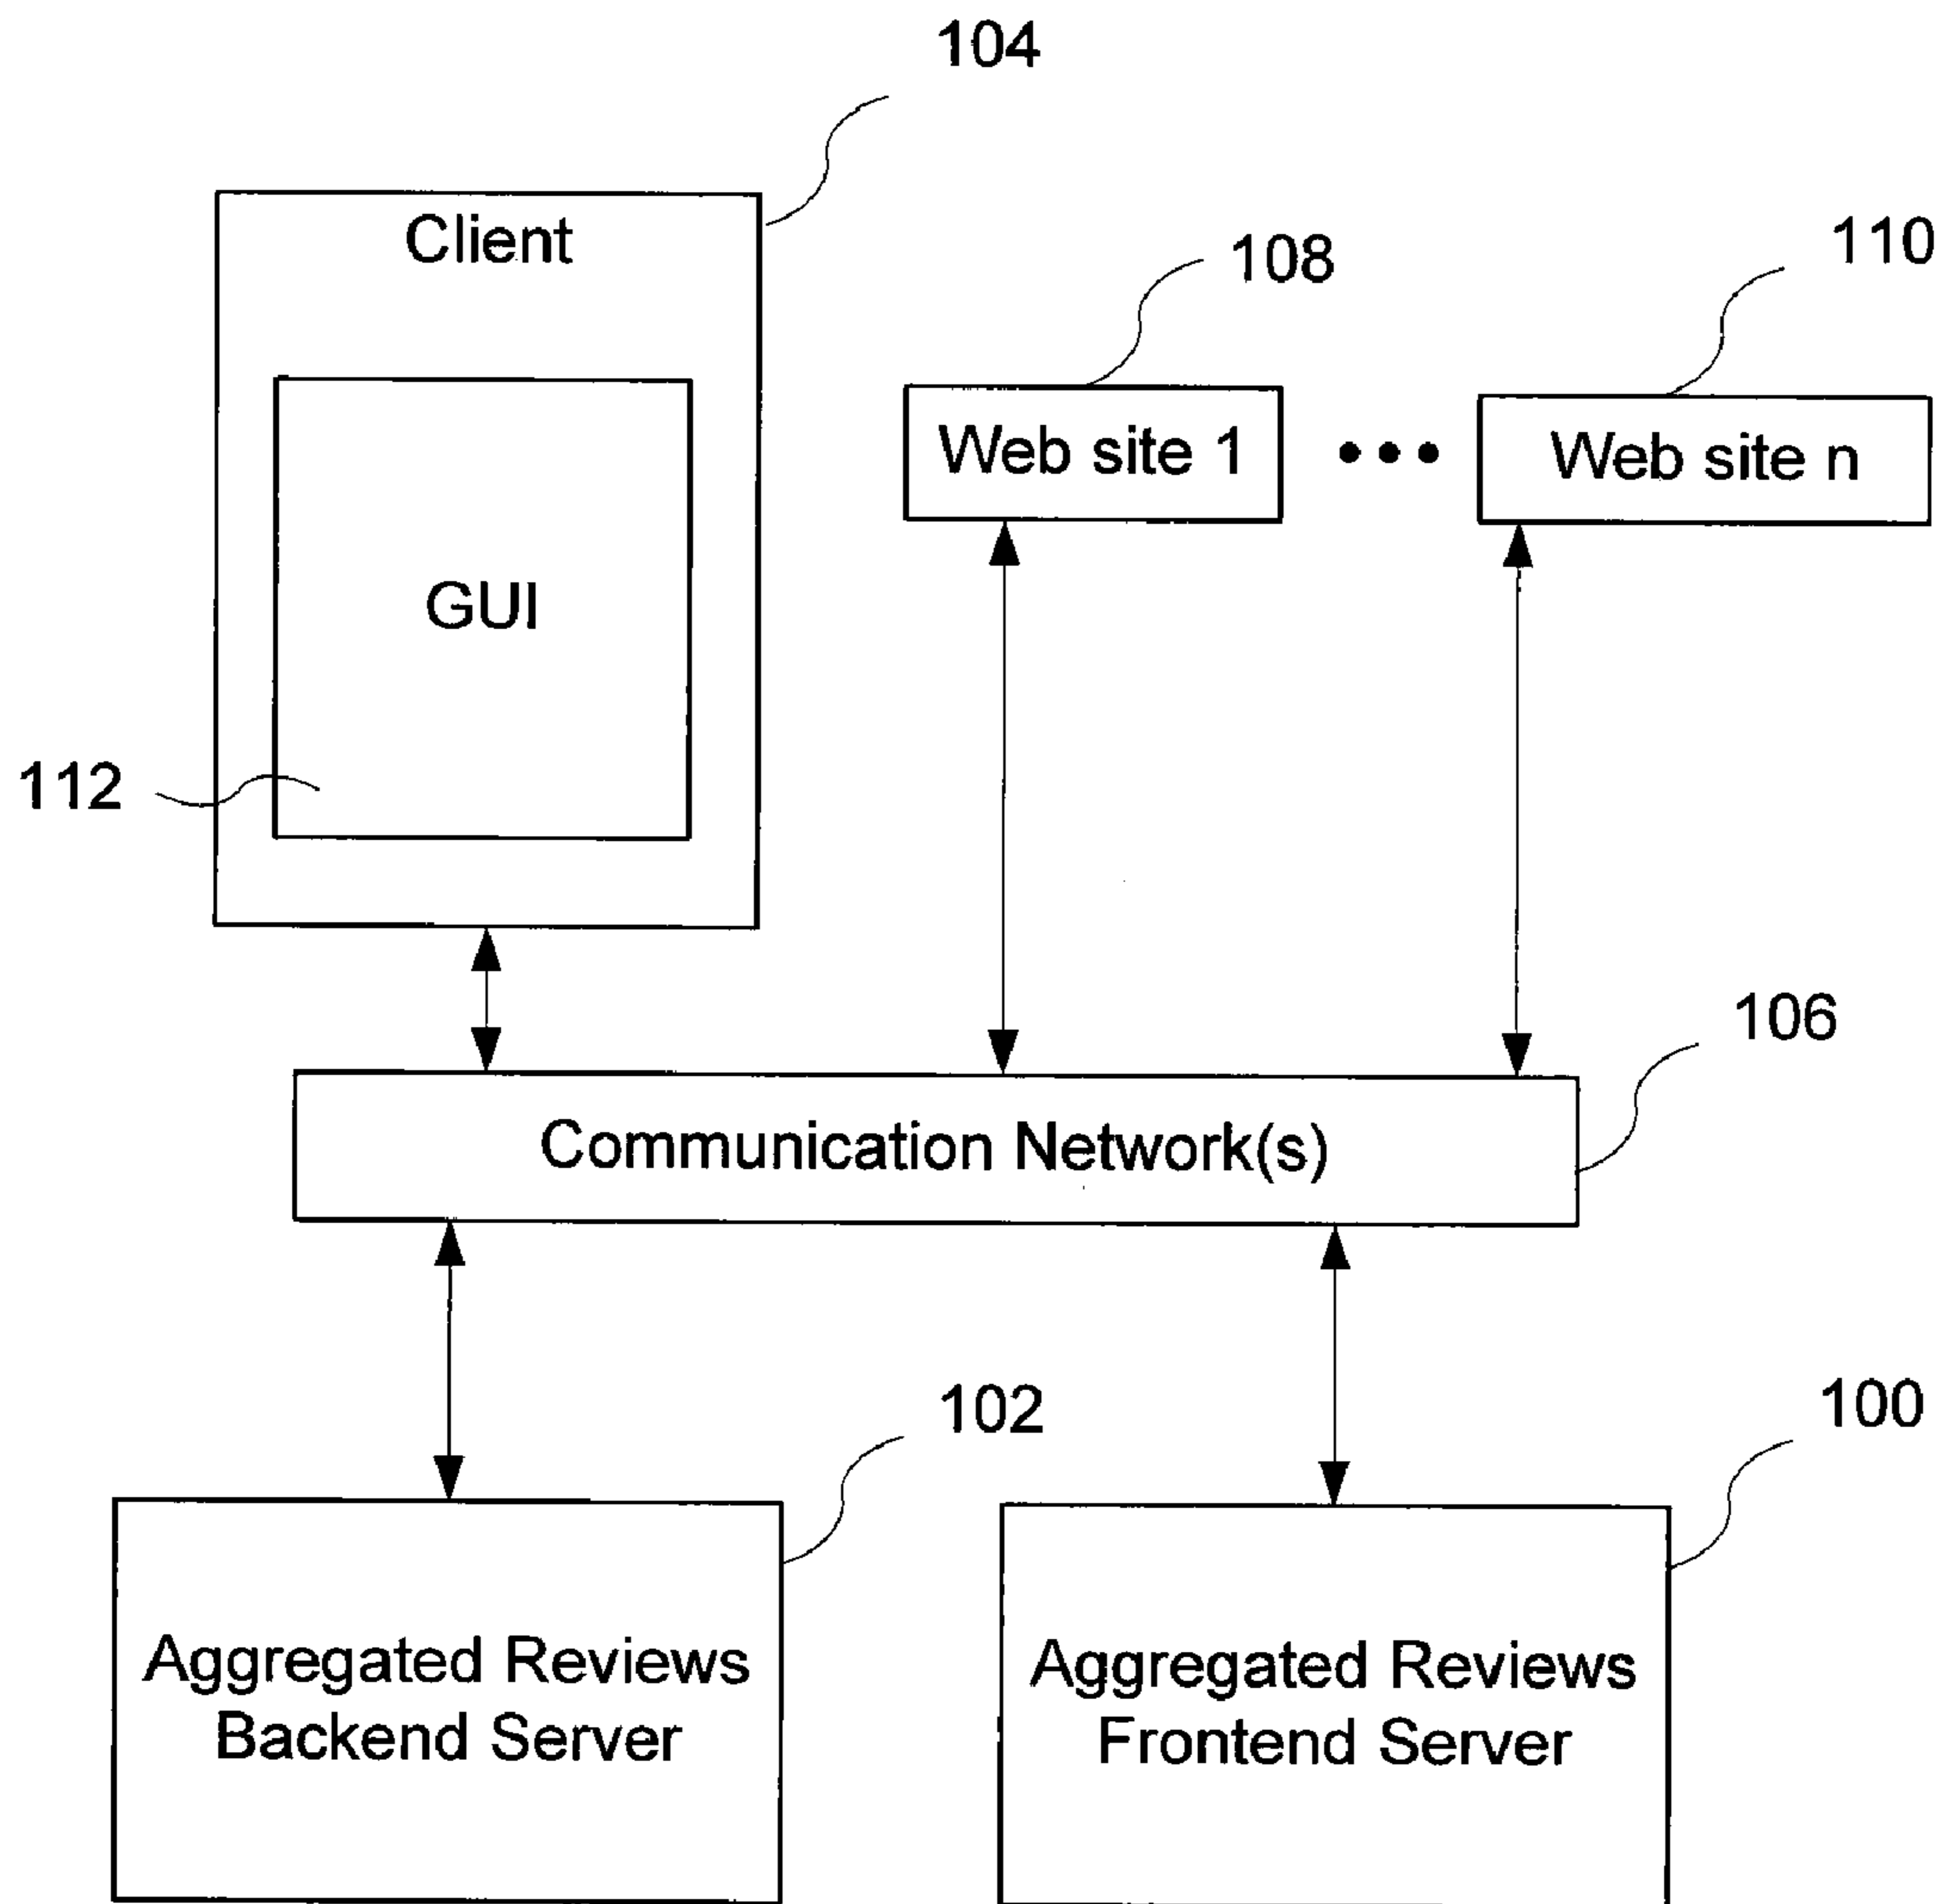 104
Client
108
110
Web site 1
Web site n
GUI
112
106
Communication Network(s)
102
100
Aggregated Reviews
Backend Server
Aggregated Reviews
Frontend Server